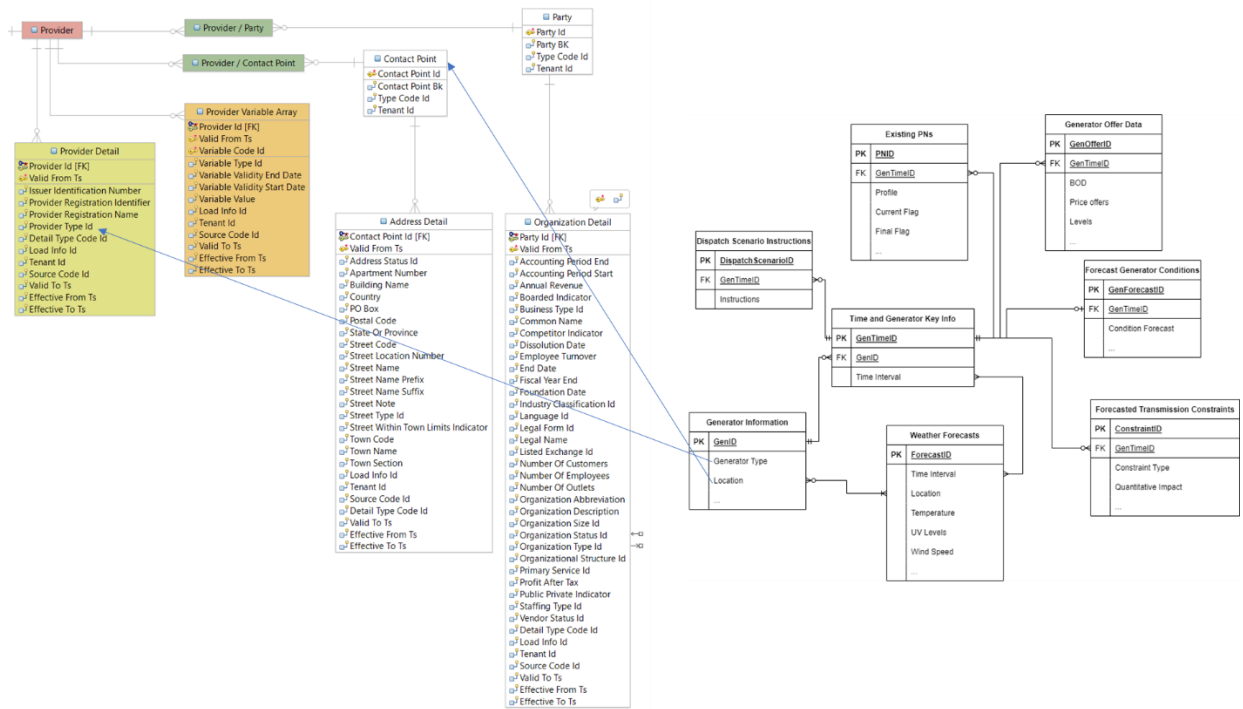 Provider
Provider / Party
Provider / Contact Point
Party
Party Id
Party BK
Type Code Id
Tenant Id
Contact Point
Contact Point Id
Contact Point Bk
Type Code Id
Tenant Id
Provider Variable Array
Provider Id [FK]
Valid From Ts
Variable Code Id
Variable Type Id
Variable Validity End Date
Variable Validity Start Date
Variable Value
Load Info Id
Tenant Id
Source Code Id
Valid To Ts
Effective From Ts
Effective To Ts
Provider Detail
Provider Id [FK]
Valid From Ts
Issuer Identification Number
Provider Registration Identifier
Provider Registration Name
Provider Type Id
Detail Type Code Id
Load Info Id
Tenant Id
Source Code Id
Valid To Ts
Effective From Ts
Effective To Ts
Address Detail
Contact Point Id [FK]
Valid From Ts
Address Status Id
Apartment Number
Building Name
Country
PO Box
Postal Code
State Or Province
Street Code
Street Location Number
Street Name
Street Name Prefix
Street Name Suffix
Street Note
Street Type Id
Street Within Town Limits Indicator
Town Code
Town Name
Town Section
Load Info Id
Tenant Id
Source Code Id
Detail Type Code Id
Valid To Ts
Effective From Ts
Effective To Ts
Organization Detail
Party Id [FK]
Valid From Ts
Accounting Period End
Accounting Period Start
Annual Revenue
Boarded Indicator
Business Type Id
Common Name
Competitor Indicator
Dissolution Date
Employee Turnover
End Date
Fiscal Year End
Foundation Date
Industry Classification Id
Language Id
Legal Form Id
Legal Name
Listed Exchange Id
Number Of Customers
Number Of Employees
Number Of Outlets
Organization Abbreviation
Organization Description
Organization Size Id
Organization Status Id
Organization Type Id
Organizational Structure Id
Primary Service Id
Profit After Tax
Public Private Indicator
Staffing Type Id
Vendor Status Id
Detail Type Code Id
Load Info Id
Tenant Id
Source Code Id
Valid To Ts
Effective From Ts
Effective To Ts
Existing PNs
PK PNID
FK GenTimeID
Profile
Current Flag
Final Flag
...
Generator Offer Data
PK GenOfferID
FK GenTimeID
BOD
Price offers
Levels
...
Dispatch Scenario Instructions
PK DispatchScenarioID
FK GenTimeID
Instructions
Forecast Generator Conditions
PK GenForecastID
FK GenTimeID
Condition Forecast
...
Time and Generator Key Info
PK GenTimeID
FK GenID
Time Interval
Generator Information
PK GenID
Generator Type
Location
...
Weather Forecasts
PK ForecastID
Time Interval
Location
Temperature
UV Levels
Wind Speed
...
Forecasted Transmission Constraints
PK ConstraintID
FK GenTimeID
Constraint Type
Quantitative Impact
...